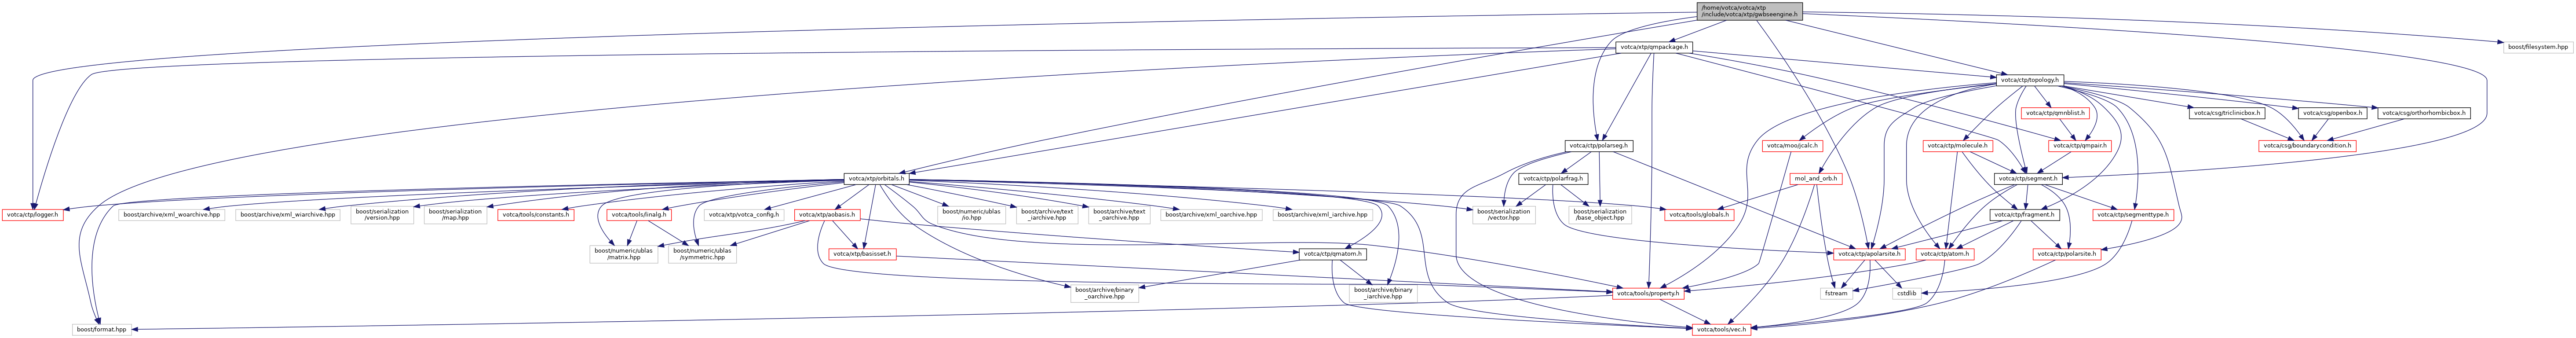 /home/votca/votca/xtp
/include/votca/xtp/gwbseengine.h
votca/xtp/qmpackage.h
boost/filesystem.hpp
votca/ctp/topology.h
votca/ctp/qmnblist.h
votca/csg/triclinicbox.h
votca/csg/openbox.h
votca/csg/orthorhombicbox.h
votca/ctp/polarseg.h
votca/moo/jcalc.h
votca/ctp/molecule.h
votca/ctp/qmpair.h
votca/csg/boundarycondition.h
votca/xtp/orbitals.h
votca/ctp/polarfrag.h
mol_and_orb.h
votca/ctp/segment.h
votca/ctp/logger.h
boost/archive/xml_woarchive.hpp
boost/archive/xml_wiarchive.hpp
boost/serialization
/version.hpp
boost/serialization
/map.hpp
votca/tools/constants.h
votca/tools/linalg.h
votca/xtp/votca_config.h
votca/xtp/aobasis.h
boost/numeric/ublas
/io.hpp
boost/archive/text
_iarchive.hpp
boost/archive/text
_oarchive.hpp
boost/archive/xml_oarchive.hpp
boost/archive/xml_iarchive.hpp
boost/serialization
/vector.hpp
boost/serialization
/base_object.hpp
votca/tools/globals.h
votca/ctp/fragment.h
votca/ctp/segmenttype.h
boost/numeric/ublas
/matrix.hpp
boost/numeric/ublas
/symmetric.hpp
votca/xtp/basisset.h
votca/ctp/qmatom.h
votca/ctp/apolarsite.h
votca/ctp/atom.h
votca/ctp/polarsite.h
boost/archive/binary
_oarchive.hpp
boost/archive/binary
_iarchive.hpp
votca/tools/property.h
fstream
cstdlib
boost/format.hpp
votca/tools/vec.h